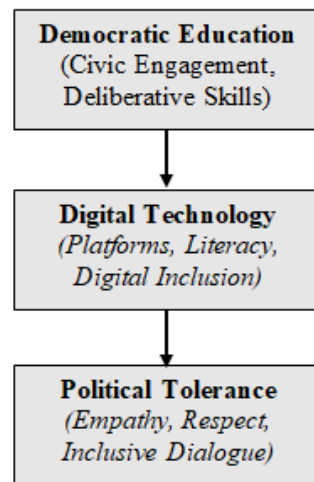 Democratic Education
(Civic Engagement,
Deliberative Skills)
Digital Technology
(Platforms, Literacy,
Digital Inclusion)
Political Tolerance
(Empathy, Respect,
Inclusive Dialogue)